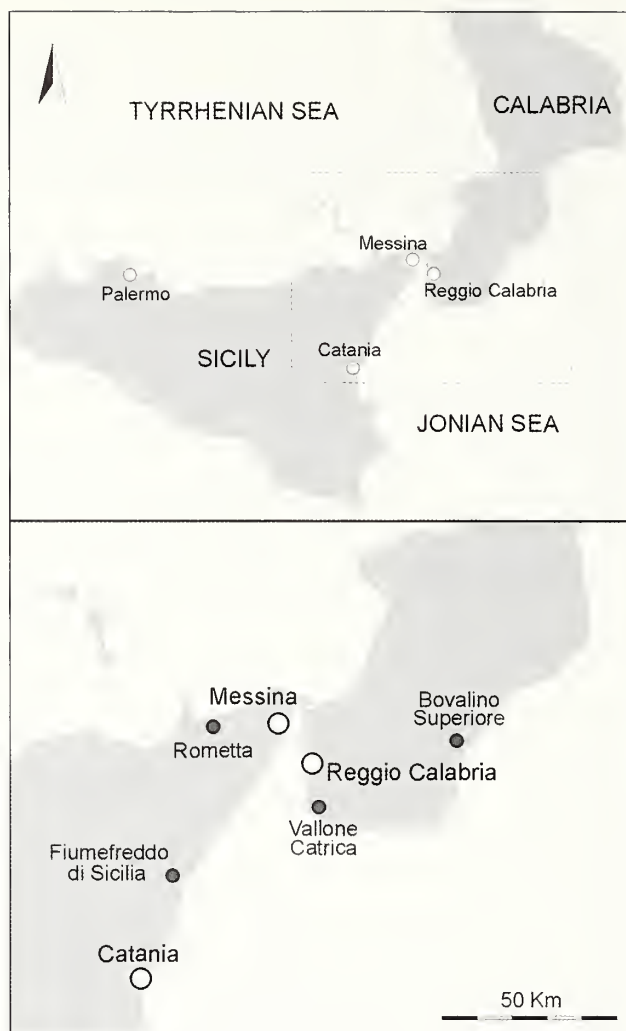 TYRRHENIAN SEA
CALABRIA
Messina
Palermo
Reggio Calabria
SICILY
Catania
JONIAN SEA
Messina
Bovalino
Superiore
Rometta
Reggio Calabria
Vallone
Catrica
Fiumefreddo
di Sicilia
Catania
50 Km